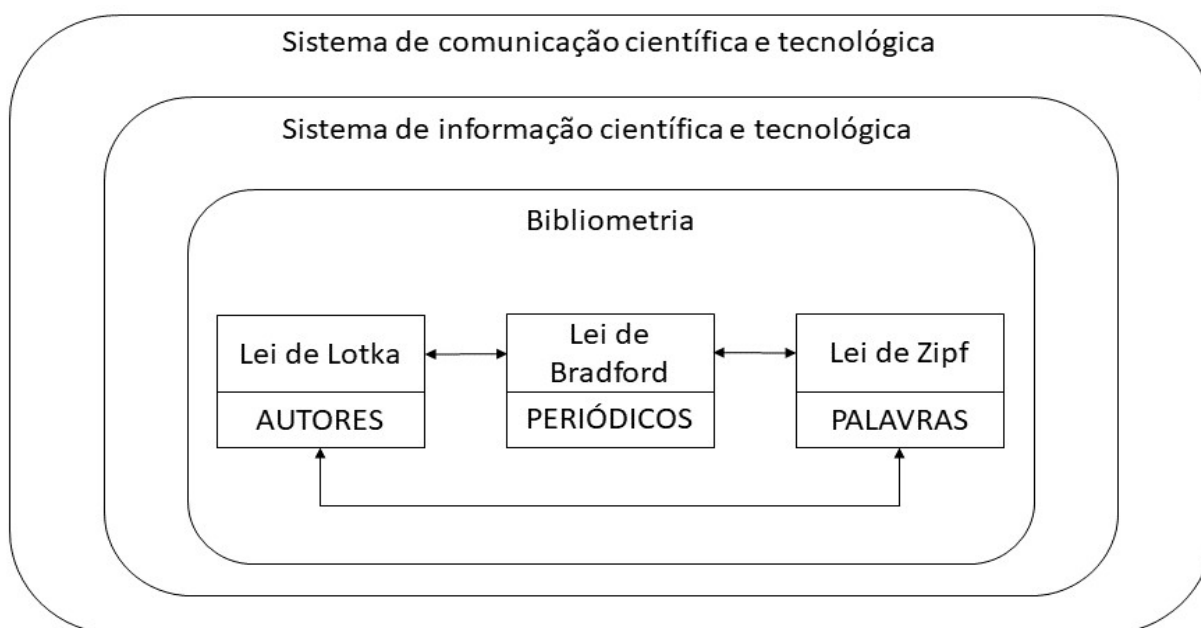 Sistema de comunicação científica e tecnológica
Sistema de informação científica e tecnológica
Bibliometria
Lei de Lotka
AUTORES
Lei de
Bradford
PERIÓDICOS
Lei de Zipf
PALAVRAS